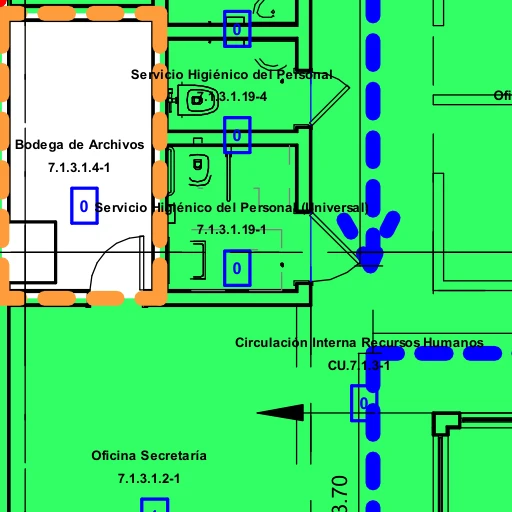 0
Servicio Higiénico del Personal
7.1.3.1.19-4
Ofi
0
Bodega de Archivos
7.1.3.1.4-1
0
Servicio Higiénico del Personal (Universal)
7.1.3.1.19-1
0
Circulación Interna Recursos Humanos
CU.7.1.3-1
0
Oficina Secretaría
7.1.3.1.2-1
3.70